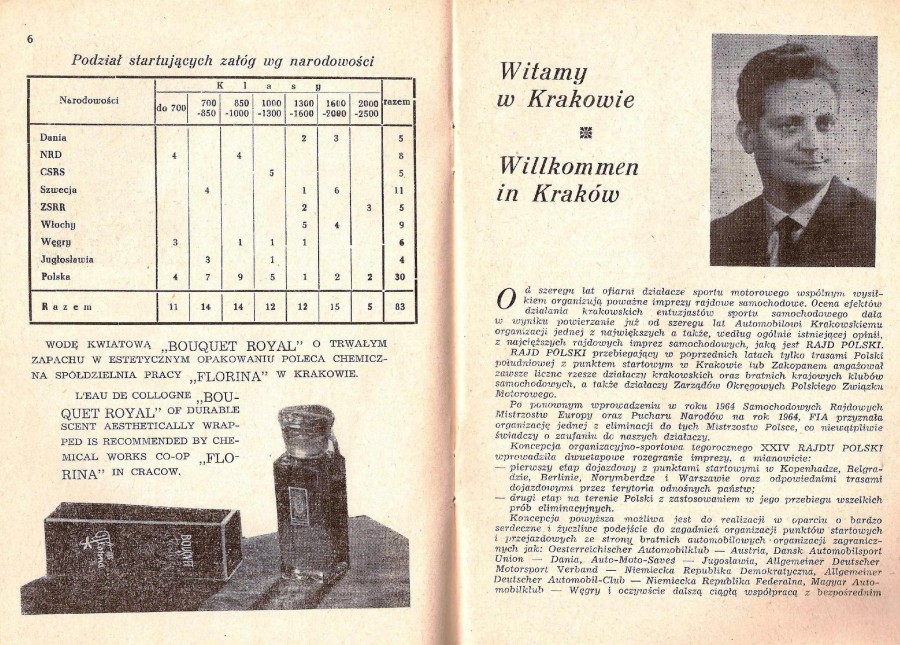 6
Podział startujących załóg wg narodowości
Narodowości K l a s y razem
do 700 700-850 850-1000 1000-1300 1300-1600 1600-2000 2000-2500
Dania 2 3 5
NRD 4 4 8
CSRS 5 5
Szwecja 4 1 6 11
ZSRR 2 3 5
Włochy 5 4 9
Węgry 3 1 1 1 6
Jugłosławia 3 1 4
Polska 4 7 9 5 1 2 2 30
R a z e m 11 14 14 12 12 15 5 83
WODĘ KWIATOWĄ „BOUQUET ROYAL" O TRWAŁYM
ZAPACHU W ESTETYCZNYM OPAKOWANIU POLECA CHEMICZ-
NA SPÓŁDZIELNIA PRACY „FLORINA" W KRAKOWIE.
L'EAU DE COLLOGNE „BOU-
QUET ROYAL" OF DURABLE
SCENT AESTHETICALLY WRAP-
PED IS RECOMMENDED BY CHE-
MICAL WORKS CO-OP „FLO-
RINA" IN CRACOW.
Witamy
w Krakowie
Willkommen
in Kraków
Od szeregu lat ofiarni działacze sportu motorowego wspólnym wysił-
kiem organizują poważne imprezy rajdowe samochodowe. Ocena efektów
działania krakowskich entuzjastów sportu samochodowego dała
w wyniku powierzanie już od szeregu lat Automobilowi Krakowskiemu
organizacji jednej z największych a także, według ogólnie istniejącej opinii,
z najcięższych rajdowych imprez samochodowych, jaką jest RAJD POLSKI.
RAJD POLSKI przebiegający w poprzednich latach tylko trasami Polski
południowej z punktem startowym w Krakowie lub Zakopanem angażował
zawsze liczne rzesze działaczy krakowskich oraz bratnich krajowych klubów
samochodowych, a także działaczy Zarządów Okręgowych Polskiego Związku
Motorowego.
Po ponownym wprowadzeniu w roku 1964 Samochodowych Rajdowych
Mistrzostw Europy oraz Pucharu Narodów na rok 1964, FIA przyznała
organizację jednej z eliminacji do tych Mistrzostw Polsce, co niewątpliwie
świadczy o zaufaniu do naszych działaczy.
Koncepcja organizacyjno-sportowa tegorocznego XXIV RAJDU POLSKI
wprowadziła dwuetapowe rozegranie imprezy, a mianowicie:
— pierwszy etap dojazdowy z punktami startowymi w Kopenhadze, Belgra-
dzie, Berlinie, Norymberdze i Warszawie oraz odpowiednimi trasami
dojazdowymi przez terytoria odnośnych państw;
— drugi etap na terenie Polski z zastosowaniem w jego przebiegu wszelkich
prób eliminacyjnych.
Koncepcja powyższa możliwa jest do realizacji w oparciu o bardzo
serdeczne i życzliwe podejście do zagadnień organizacji punktów startowych
i przejazdowych ze strony bratnich automobilowych organizacji zagranicz-
nych jak: Oesterreichischer Automobilklub — Austria, Dansk Automobilsport
Union — Dania, Auto-Moto-Savez — Jugosławia, Allgemeiner Deutscher
Motorsport Verband — Niemiecka Republika Demokratyczna, Allgemeiner
Deutscher Automobil-Club — Niemiecka Republika Federalna, Magyar Auto-
mobilklub — Węgry i oczywście dalszą ciągłą współpracą z bezpośrednim